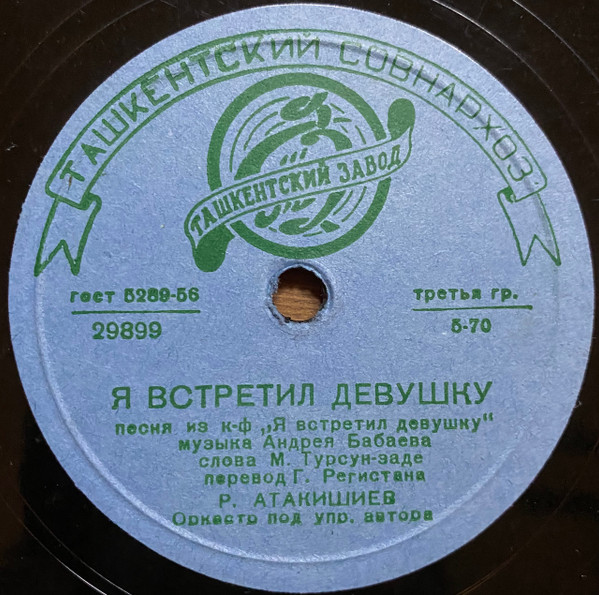 ТАШКЕНТСКИЙ СОВНАРХОЗ
ТАШКЕНТСКИЙ ЗАВОД
гост 5289-56
29899
третья гр.
5-70
Я ВСТРЕТИЛ ДЕВУШКУ
песня из к-ф „Я встретил девушку“
музыка Андрея Бабаева
слова М. Турсун-заде
перевод Г. Регистана
Р. АТАКИШИЕВ
Оркестр под упр. автора